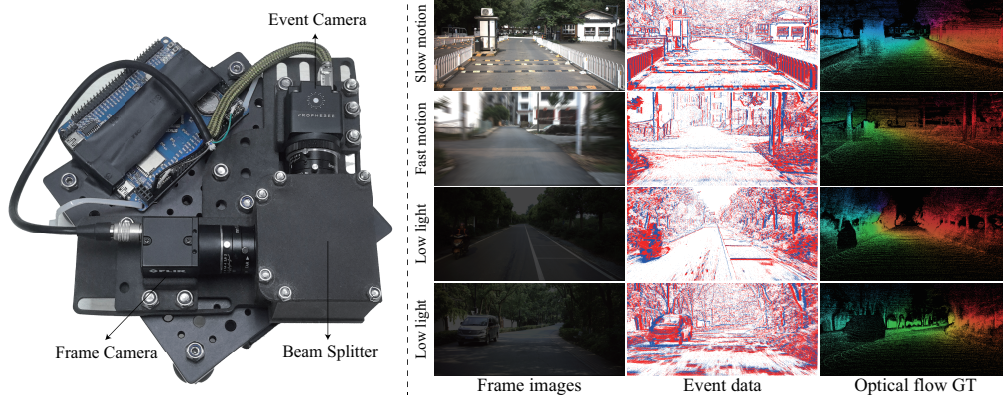 Event Camera
PROPHESEE
FLIR
Frame Camera
Beam Splitter
Slow motion
Fast motion
Low light
Low light
Frame images
Event data
Optical flow GT